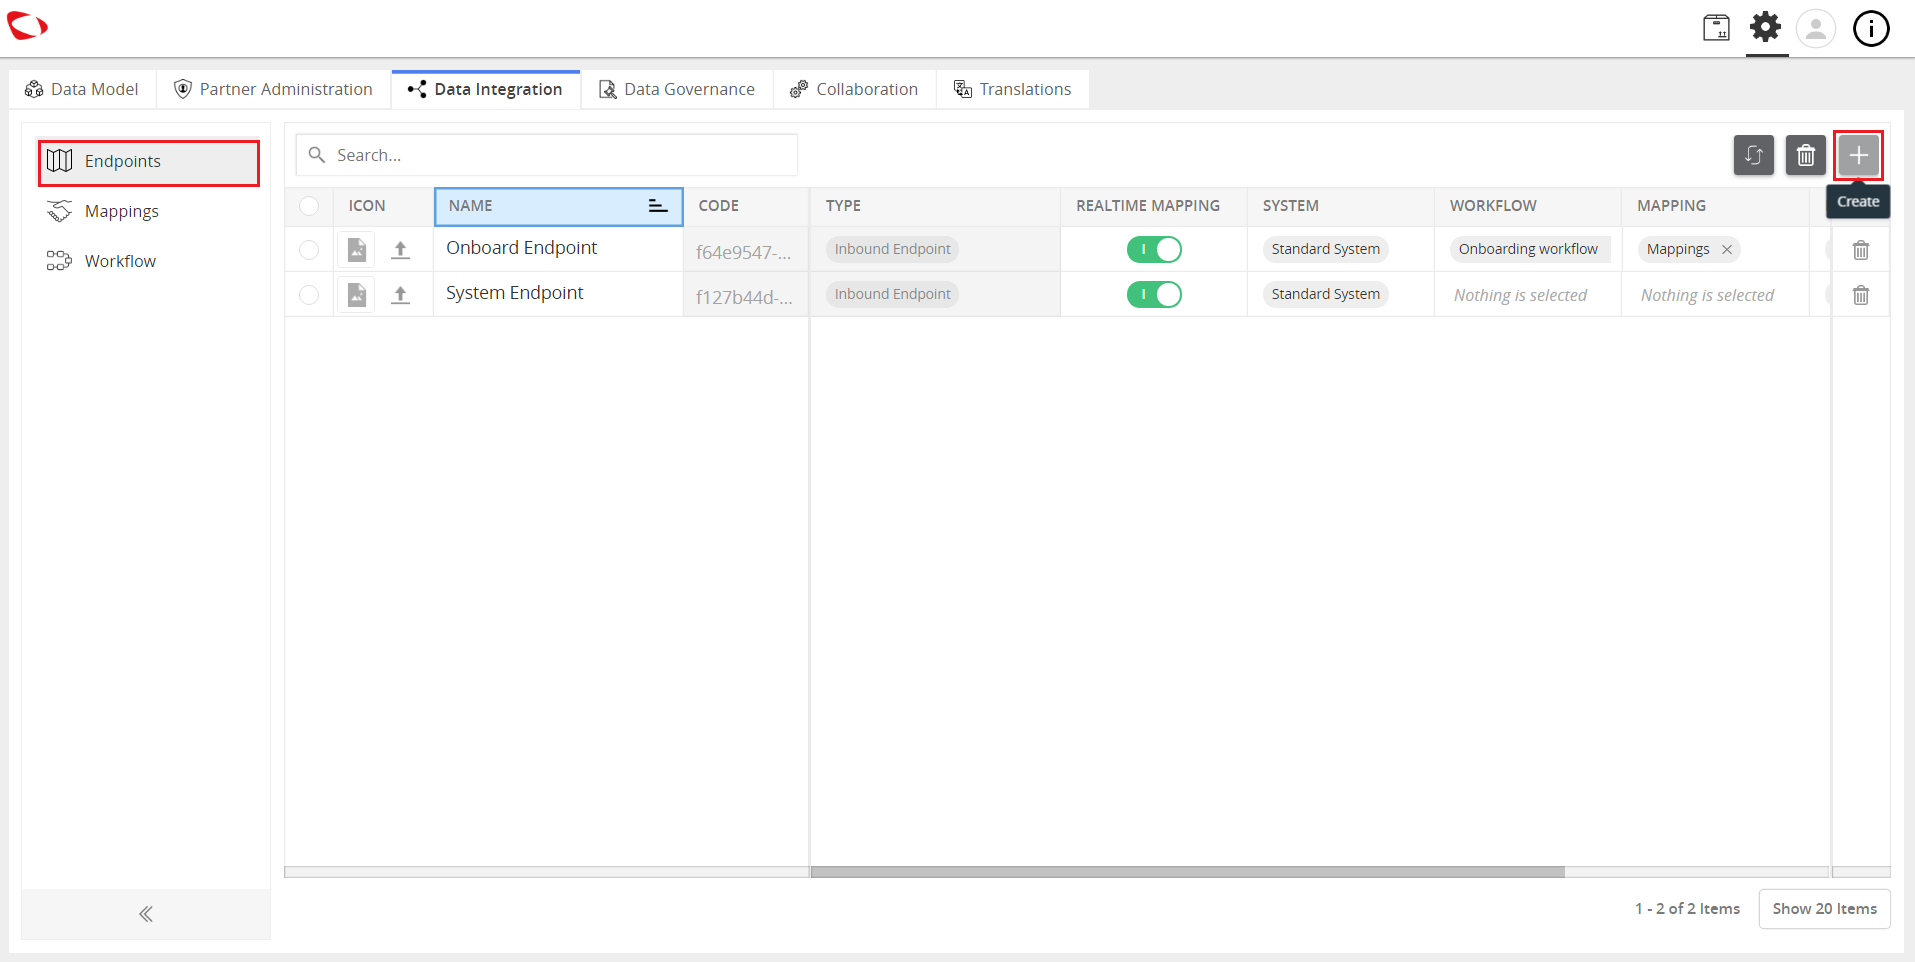 Data Model
Partner Administration
Data Integration
Data Governance
Collaboration
Translations
Endpoints
Mappings
Workflow
Search...
Create
ICON NAME CODE TYPE REALTIME MAPPING SYSTEM WORKFLOW MAPPING
Onboard Endpoint f64e9547-... Inbound Endpoint I Standard System Onboarding workflow Mappings ×
System Endpoint f127b44d-... Inbound Endpoint I Standard System Nothing is selected Nothing is selected
1 - 2 of 2 Items
Show 20 Items